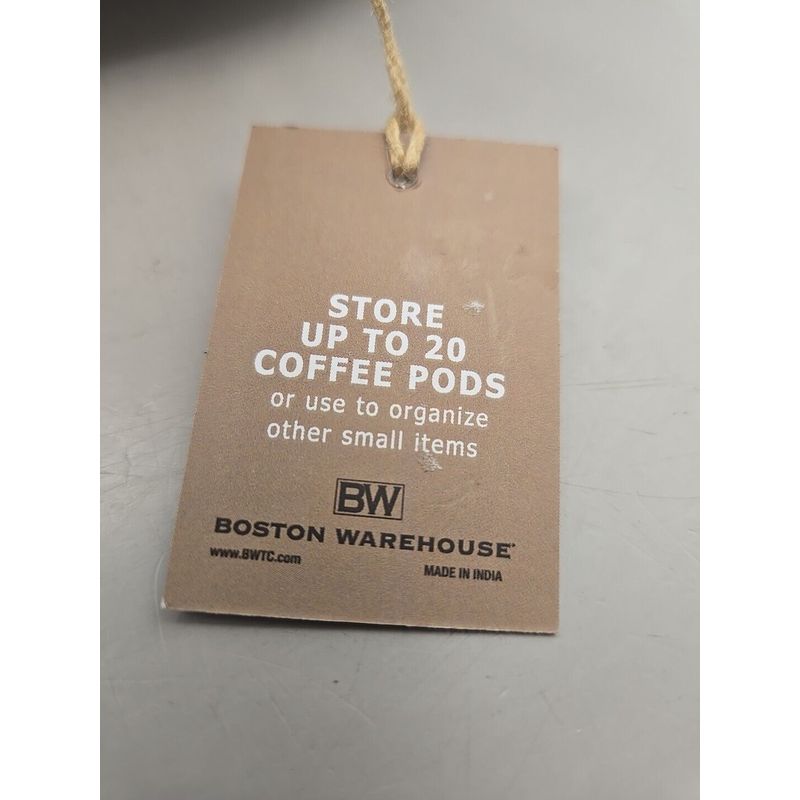 STORE
UP TO 20
COFFEE PODS
or use to organize
other small items
BW
BOSTON WAREHOUSE
www.BWTC.com
MADE IN INDIA